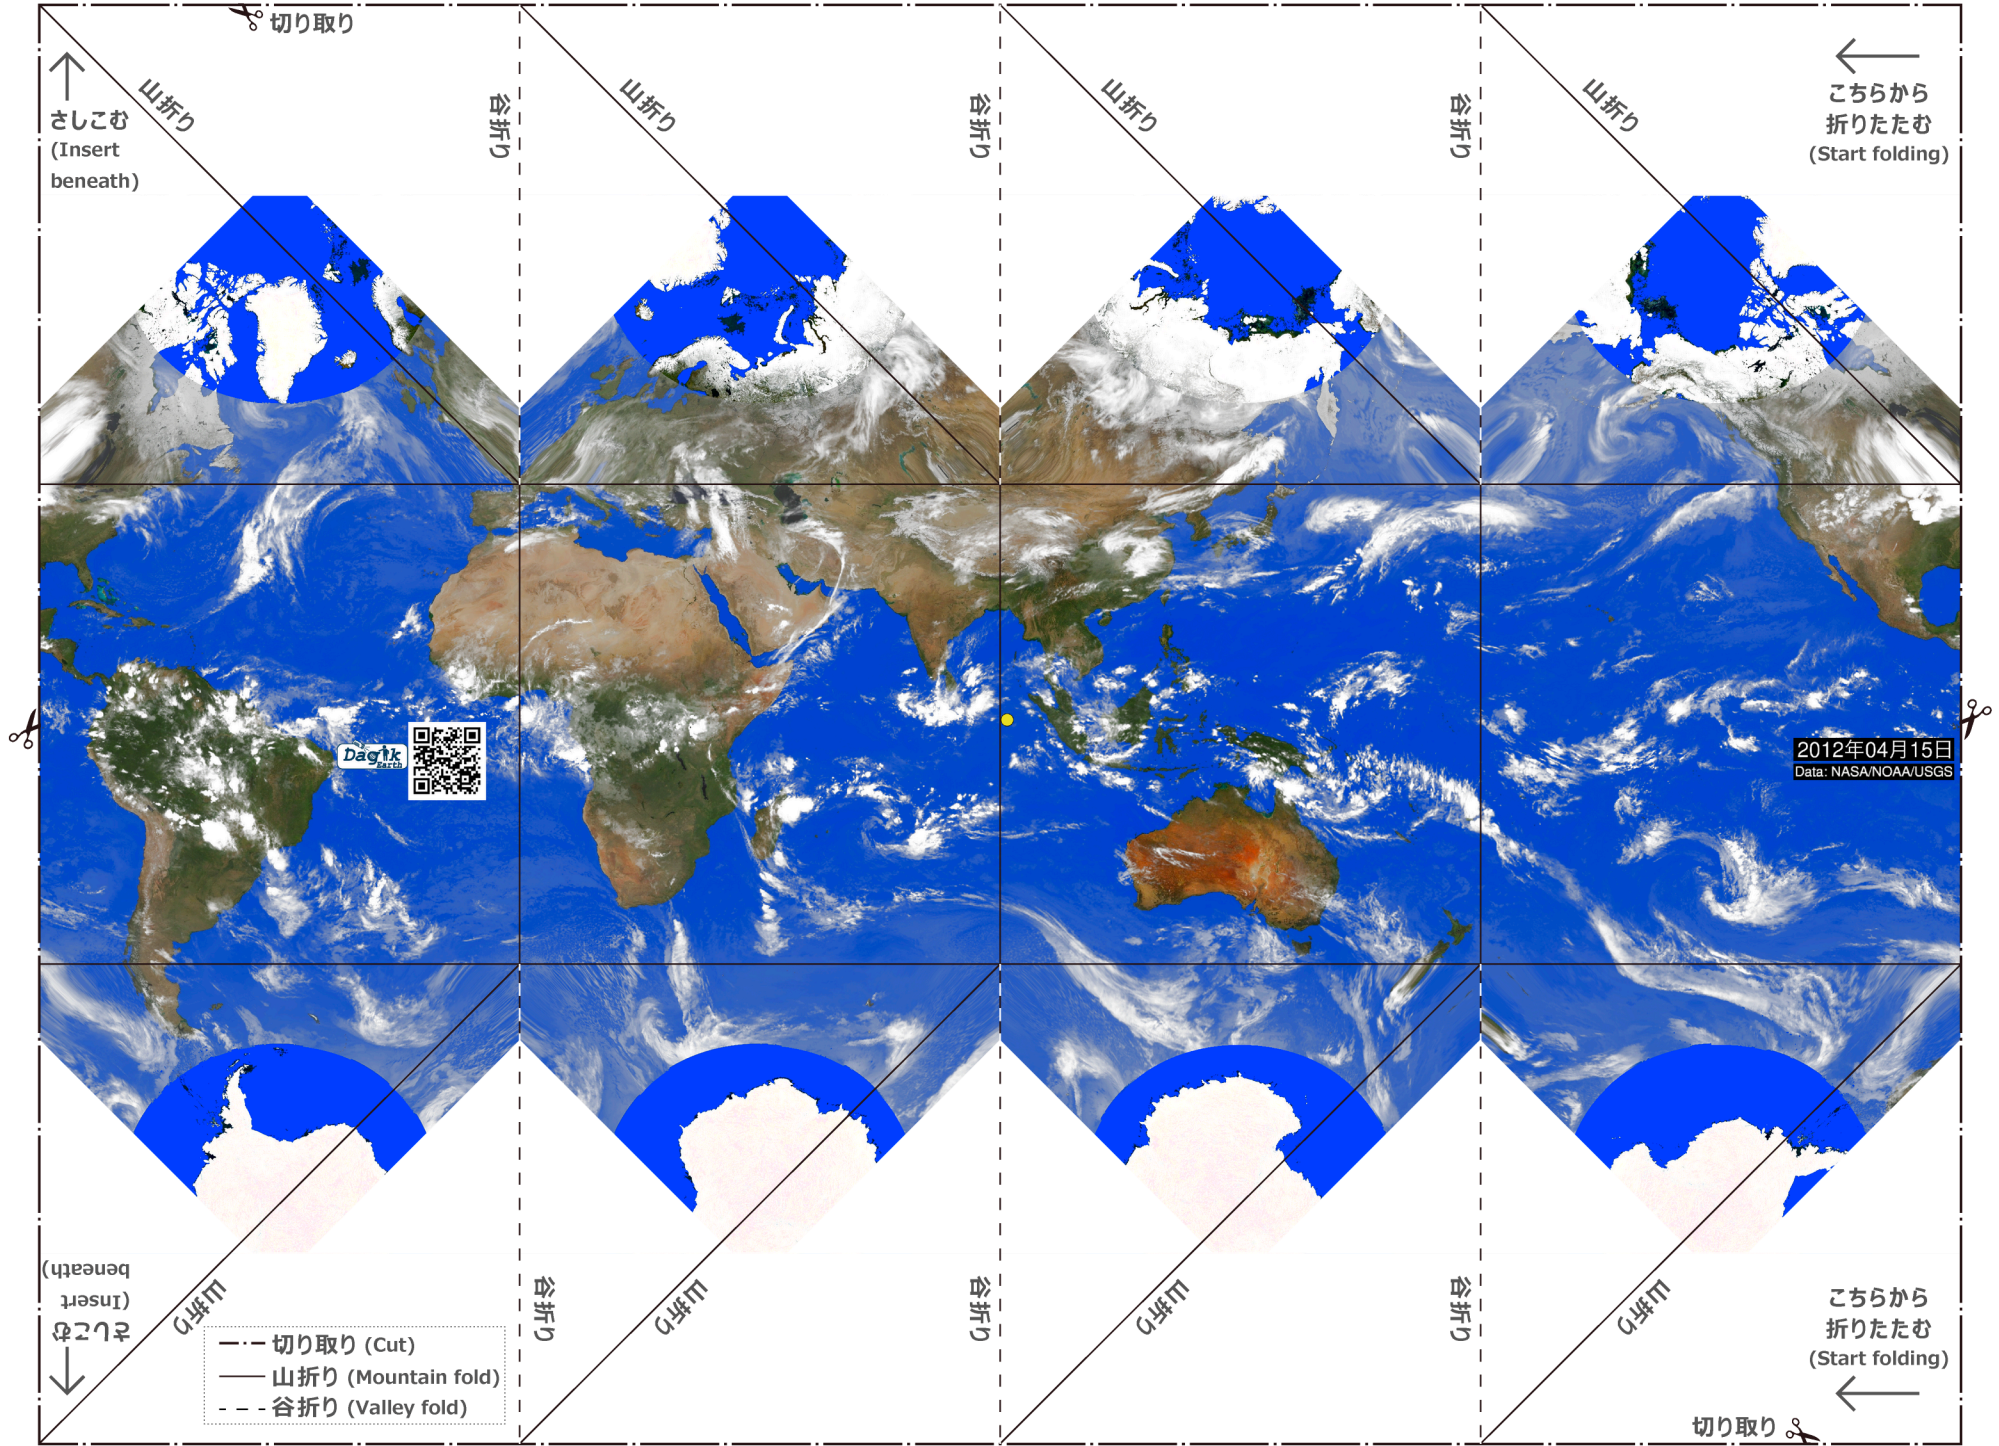 切り取り
さしこむ
(Insert
beneath)
山折り
谷折り
山折り
谷折り
山折り
谷折り
山折り
こちらから
折りたたむ
(Start folding)
Dagik
Earth
2012年04月15日
Data: NASA/NOAA/USGS
さしこむ
(Insert
beneath)
山折り
谷折り
山折り
谷折り
山折り
谷折り
山折り
こちらから
折りたたむ
(Start folding)
切り取り (Cut)
山折り (Mountain fold)
谷折り (Valley fold)
切り取り